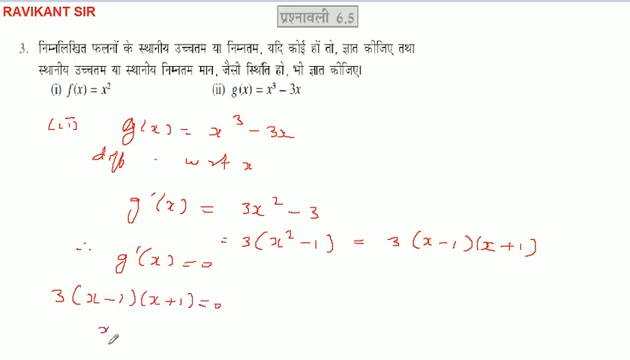 RAVIKANT SIR
प्रश्नावली 6.5
3. निम्नलिखित फलनों के स्थानीय उच्चतम या निम्नतम, यदि कोई हों तो, ज्ञात कीजिए तथा
स्थानीय उच्चतम या स्थानीय निम्नतम मान, जैसी स्थिति हो, भी ज्ञात कीजिए।
(i) f(x) = x² (ii) g(x) = x³ – 3x
(ii) g(x) = x³ – 3x
diff. w r t x
g'(x) = 3x² – 3
= 3(x² – 1) = 3(x – 1)(x + 1)
∴ g'(x) = 0
3(x – 1)(x + 1) = 0
x